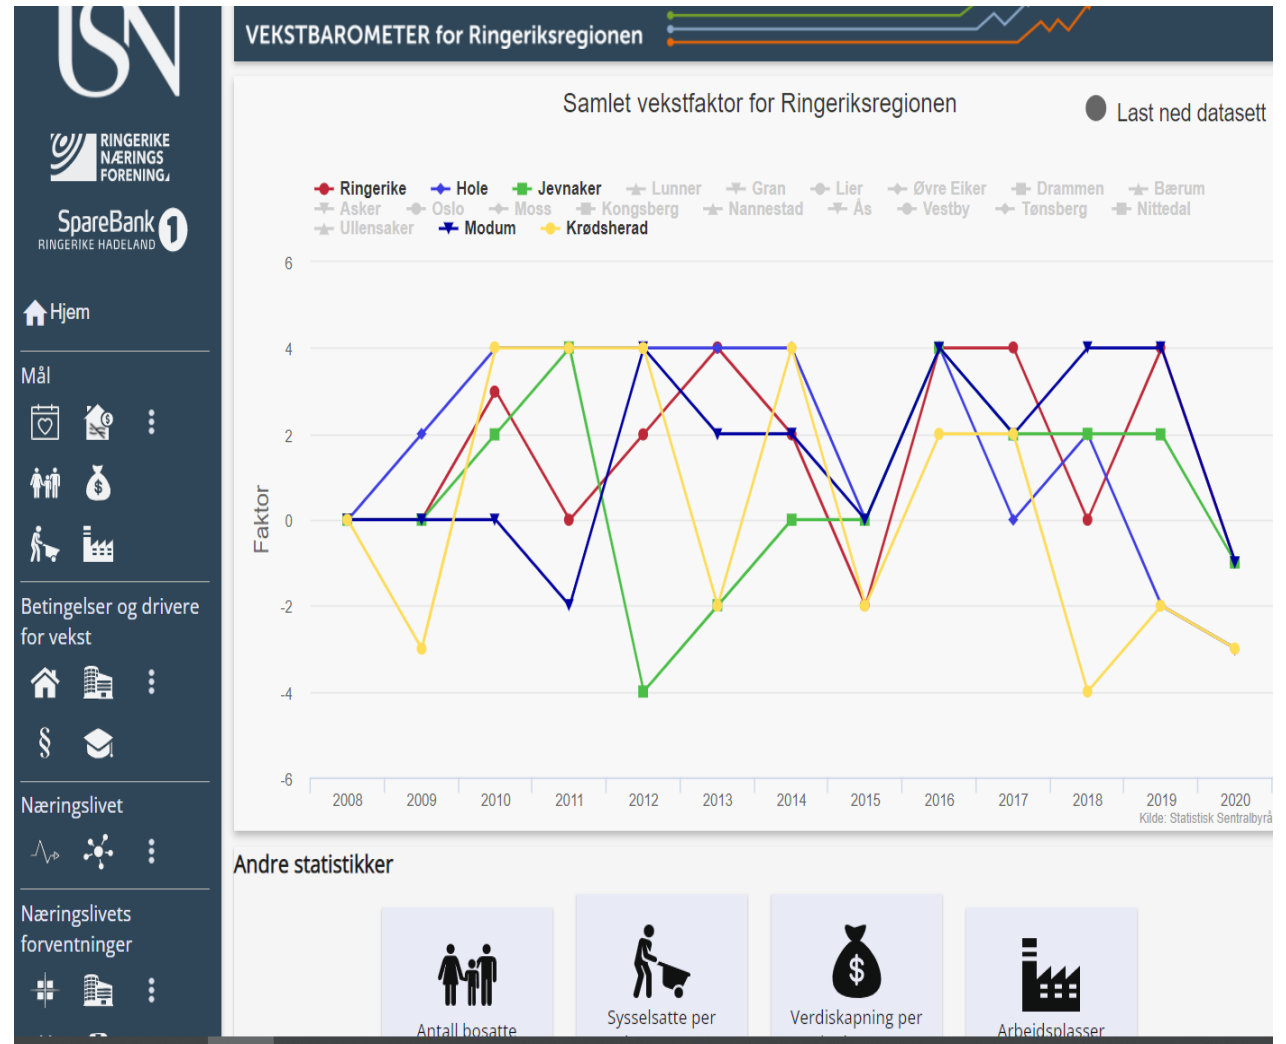 USN
VEKSTBAROMETER for Ringeriksregionen
RINGERIKE
NÆRINGS
FORENING
SpareBank 1
RINGERIKE HADELAND
Hjem
Mål
Betingelser og drivere
for vekst
§
Næringslivet
Næringslivets
forventninger
Samlet vekstfaktor for Ringeriksregionen
Last ned datasett
Ringerike Hole Jevnaker Lunner Gran Lier Øvre Eiker Drammen Bærum
Asker Oslo Moss Kongsberg Nannestad Ås Vestby Tønsberg Nittedal
Ullensaker Modum Krødsherad
Faktor
6
4
2
0
-2
-4
-6
2008 2009 2010 2011 2012 2013 2014 2015 2016 2017 2018 2019 2020
Kilde: Statistisk Sentralbyrå
Andre statistikker
Antall bosatte
Sysselsatte per
Verdiskapning per
Arbeidsplasser